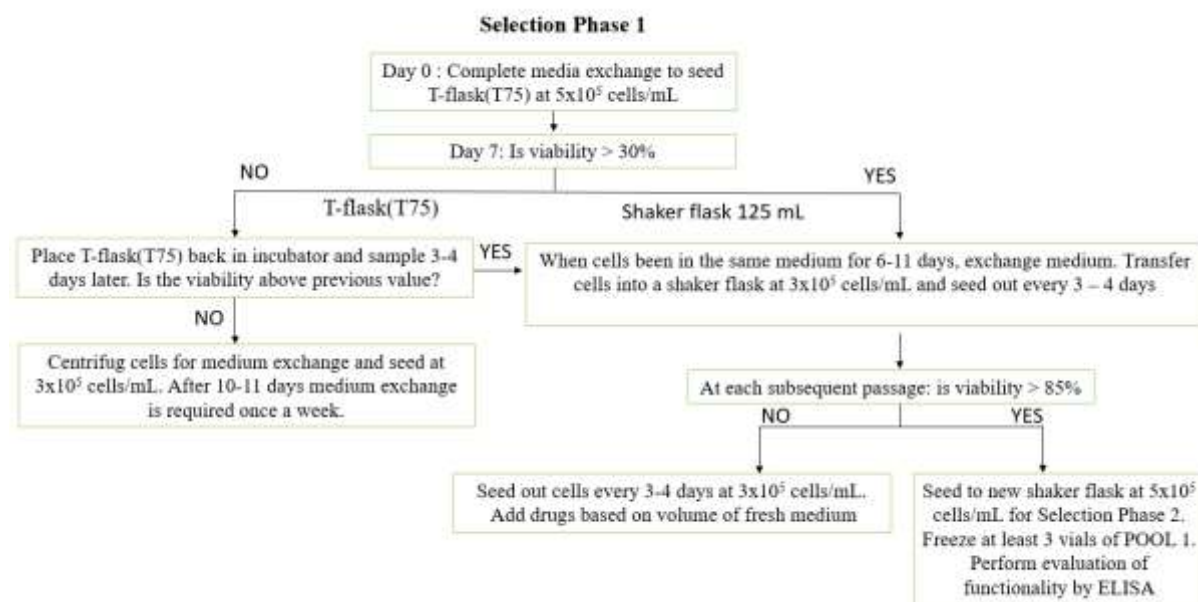 Selection Phase 1
Day 0 : Complete media exchange to seed
T-flask(T75) at 5x10⁵ cells/mL
Day 7: Is viability > 30%
NO
YES
T-flask(T75)
Shaker flask 125 mL
Place T-flask(T75) back in incubator and sample 3-4
days later. Is the viability above previous value?
YES
When cells been in the same medium for 6-11 days, exchange medium. Transfer
cells into a shaker flask at 3x10⁵ cells/mL and seed out every 3 – 4 days
NO
Centrifug cells for medium exchange and seed at
3x10⁵ cells/mL. After 10-11 days medium exchange
is required once a week.
At each subsequent passage: is viability > 85%
NO
YES
Seed out cells every 3-4 days at 3x10⁵ cells/mL.
Add drugs based on volume of fresh medium
Seed to new shaker flask at 5x10⁵
cells/mL for Selection Phase 2.
Freeze at least 3 vials of POOL 1.
Perform evaluation of
functionality by ELISA